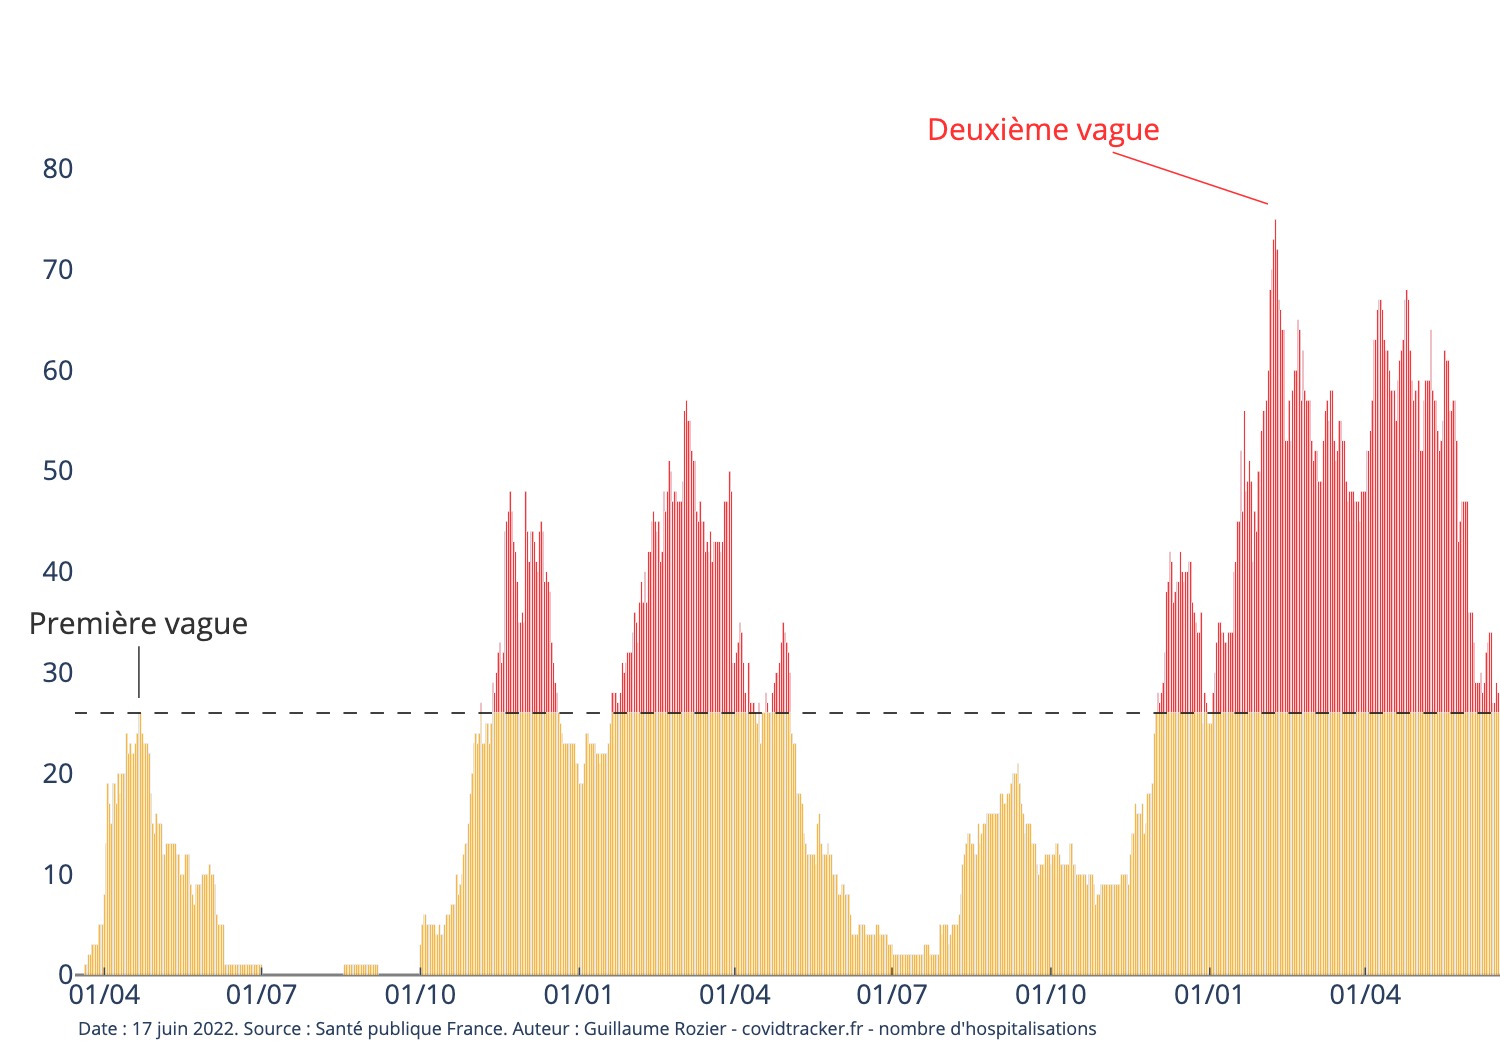 Deuxième vague
80
70
60
50
40
Première vague
30
20
10
0
01/04 01/07 01/10 01/01 01/04 01/07 01/10 01/01 01/04
Date : 17 juin 2022. Source : Santé publique France. Auteur : Guillaume Rozier - covidtracker.fr - nombre d'hospitalisations